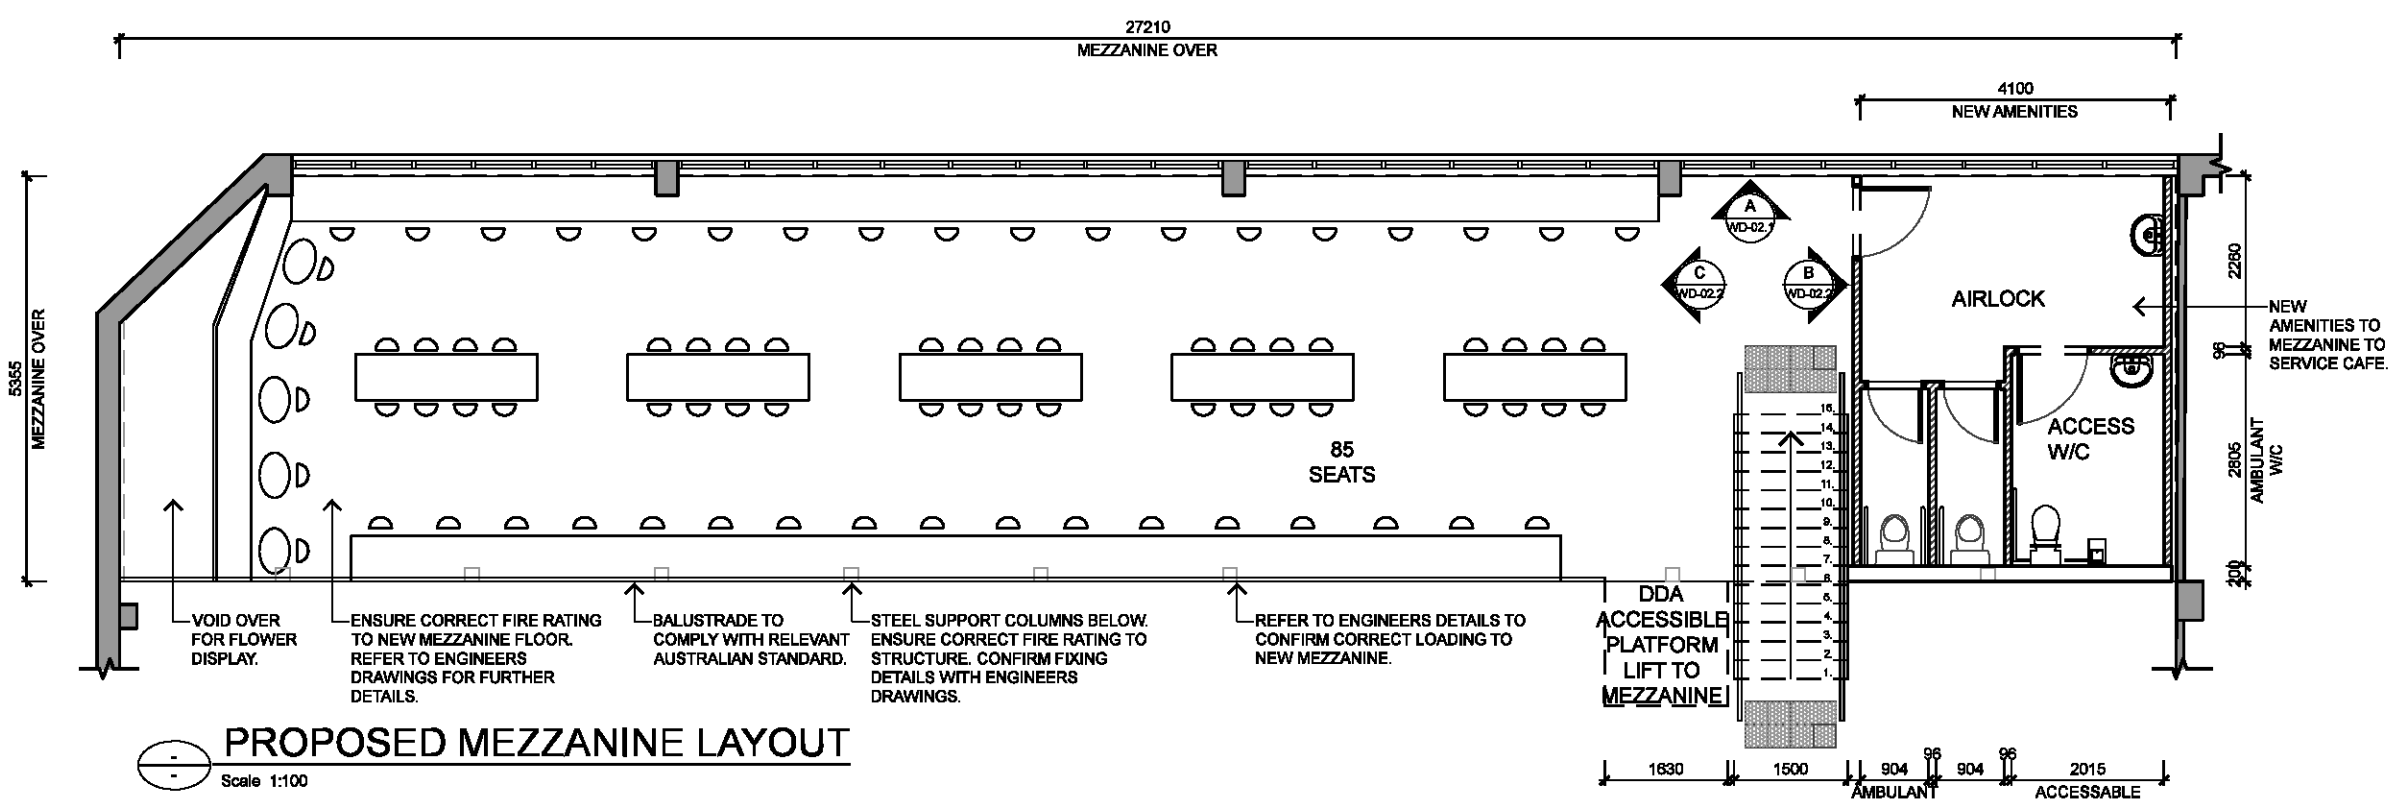 27210
MEZZANINE OVER
4100
NEW AMENITIES
5355
MEZZANINE OVER
A
WD-02.1
C
WD-02.2
B
WD-02.2
AIRLOCK
2260
96
2805
AMBULANT
W/C
200
NEW
AMENITIES TO
MEZZANINE TO
SERVICE CAFE.
ACCESS
W/C
85
SEATS
15.
14.
13.
12.
11.
10.
9.
8.
7.
6.
5.
4.
3.
2.
1.
VOID OVER
FOR FLOWER
DISPLAY.
ENSURE CORRECT FIRE RATING
TO NEW MEZZANINE FLOOR.
REFER TO ENGINEERS
DRAWINGS FOR FURTHER
DETAILS.
BALUSTRADE TO
COMPLY WITH RELEVANT
AUSTRALIAN STANDARD.
STEEL SUPPORT COLUMNS BELOW.
ENSURE CORRECT FIRE RATING TO
STRUCTURE. CONFIRM FIXING
DETAILS WITH ENGINEERS
DRAWINGS.
REFER TO ENGINEERS DETAILS TO
CONFIRM CORRECT LOADING TO
NEW MEZZANINE.
DDA
ACCESSIBLE
PLATFORM
LIFT TO
MEZZANINE
PROPOSED MEZZANINE LAYOUT
Scale 1:100
1630
1500
904
96
904
96
2015
AMBULANT
ACCESSABLE